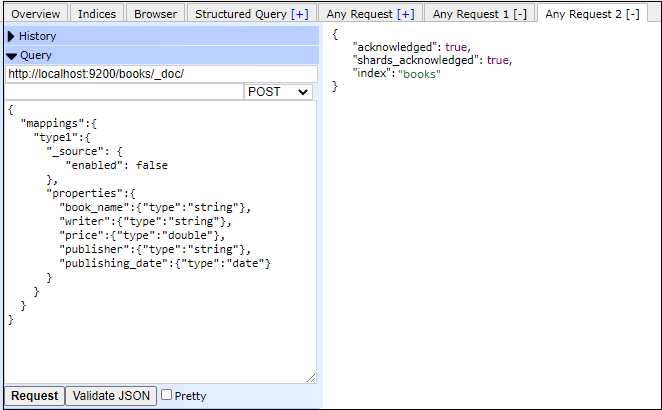 Overview Indices Browser Structured Query [+] Any Request [+] Any Request 1 [-] Any Request 2 [-]
History
Query
http://localhost:9200/books/_doc/
POST
{
  "mappings":{
    "type1":{
      "_source": {
         "enabled": false
      },
      "properties":{
        "book_name":{"type":"string"},
        "writer":{"type":"string"},
        "price":{"type":"double"},
        "publisher":{"type":"string"},
        "publishing_date":{"type":"date"}
      }
    }
  }
}
Request Validate JSON Pretty
{
"acknowledged": true,
"shards_acknowledged": true,
"index": "books"
}